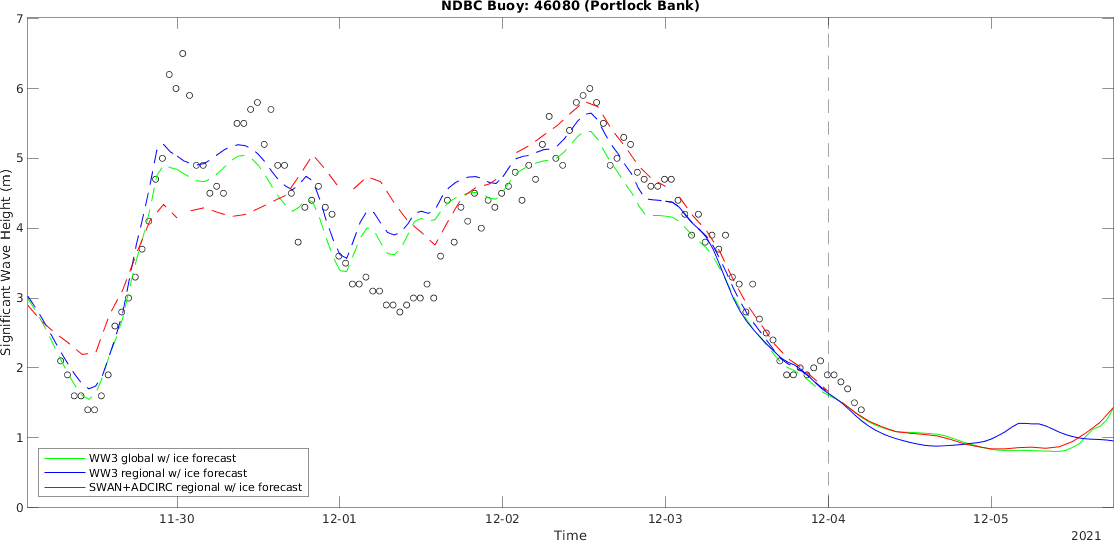 NDBC Buoy: 46080 (Portlock Bank)
7
6
5
4
3
2
1
0
Significant Wave Height (m)
WW3 global w/ ice forecast
WW3 regional w/ ice forecast
SWAN+ADCIRC regional w/ ice forecast
11-30 12-01 12-02 12-03 12-04 12-05
Time
2021